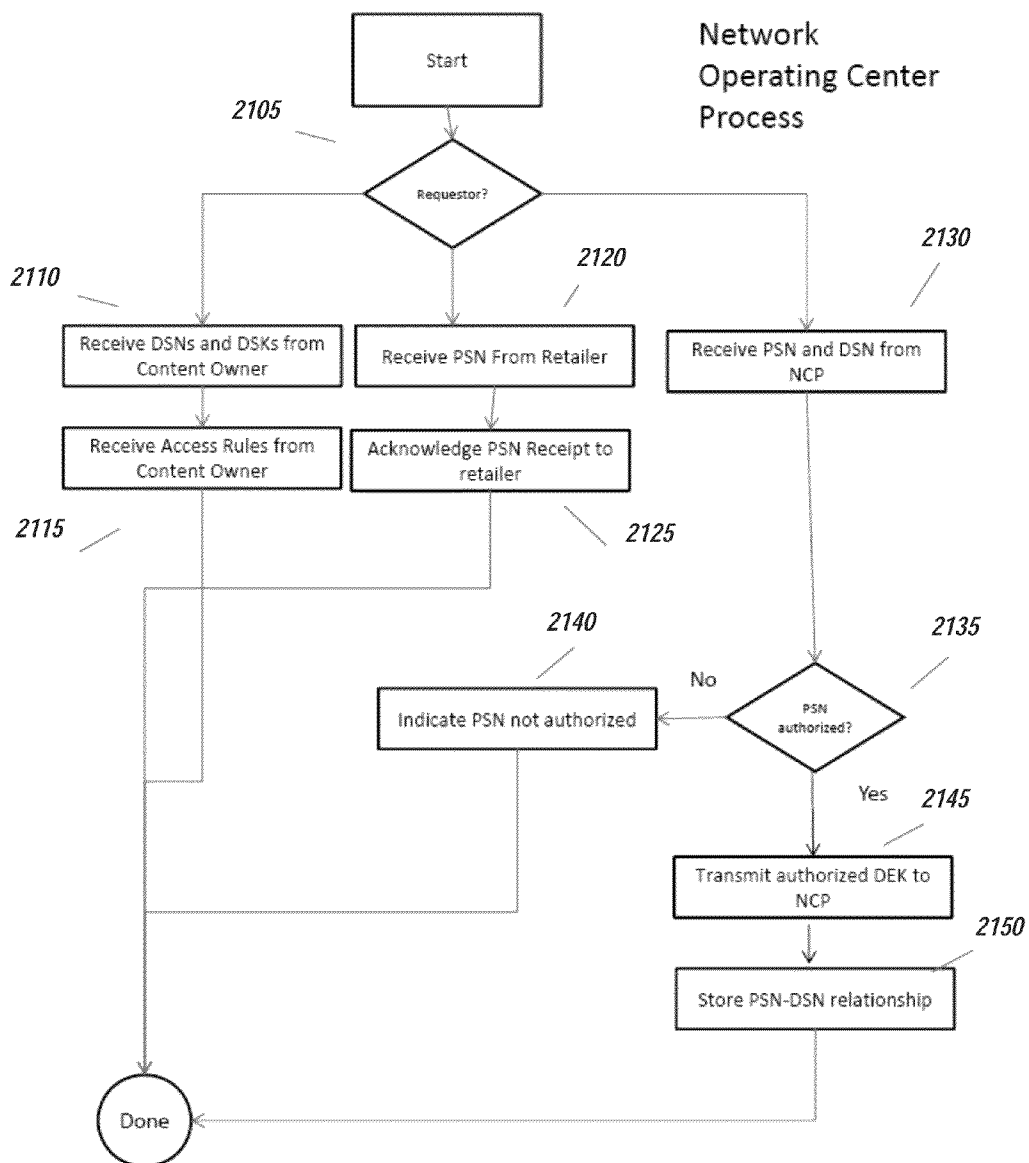 Start
Network
Operating Center
Process
2105
Requestor?
2110
2120
2130
Receive DSNs and DSKs from
Content Owner
Receive PSN From Retailer
Receive PSN and DSN from
NCP
Receive Access Rules from
Content Owner
Acknowledge PSN Receipt to
retailer
2115
2125
2140
2135
No
Indicate PSN not authorized
PSN
authorized?
Yes
2145
Transmit authorized DEK to
NCP
2150
Store PSN-DSN relationship
Done